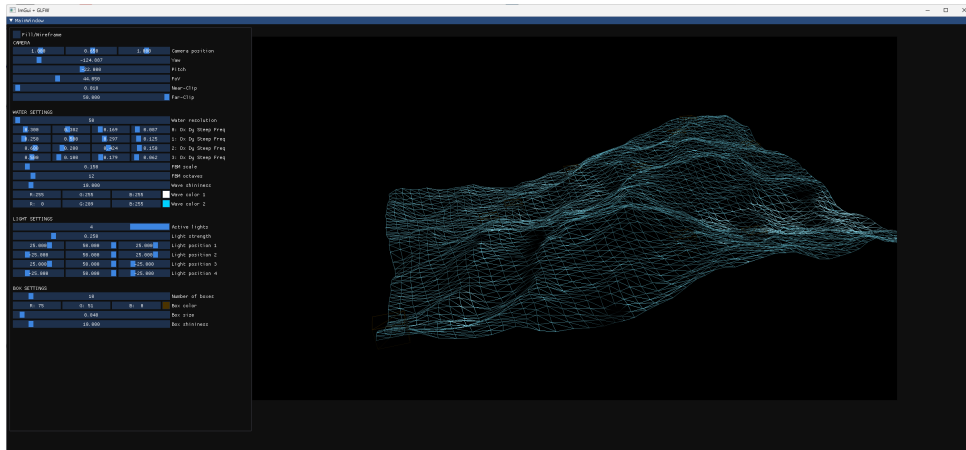 ImGui + GLFW
MainWindow
Fill/Wireframe
CAMERA
Camera position
-124.807 Yaw
Pitch
44.050 FoV
0.010 Near-Clip
50.000 Far-Clip
WATER SETTINGS
50 Water resolution
0: Dx Dy Steep Freq
1: Dx Dy Steep Freq
2: Dx Dy Steep Freq
3: Dx Dy Steep Freq
0.150 FBM scale
12 FBM octaves
10.000 Wave shininess
R:255 G:255 B:255 Wave color 1
R: 0 G:209 B:255 Wave color 2
LIGHT SETTINGS
4 Active lights
0.250 Light strength
25.000 50.000 25.000 Light position 1
-25.000 50.000 25.000 Light position 2
25.000 50.000 -25.000 Light position 3
-25.000 50.000 -25.000 Light position 4
BOX SETTINGS
10 Number of boxes
R: 75 G: 51 B: 0 Box color
0.040 Box size
10.000 Box shininess